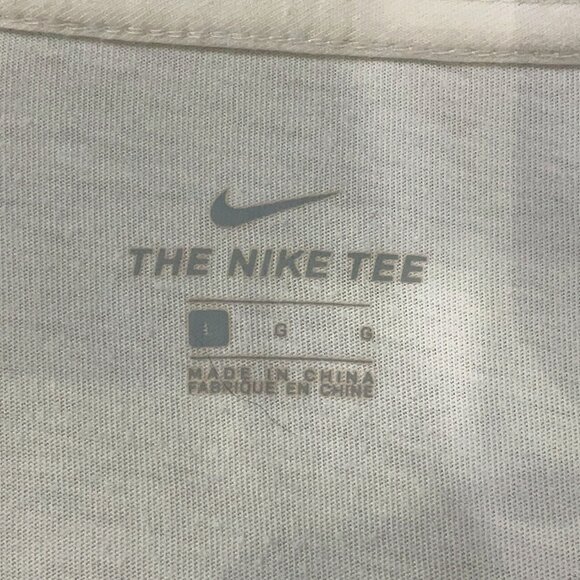 THE NIKE TEE
L G G
MADE IN CHINA
FABRIQUE EN CHINE